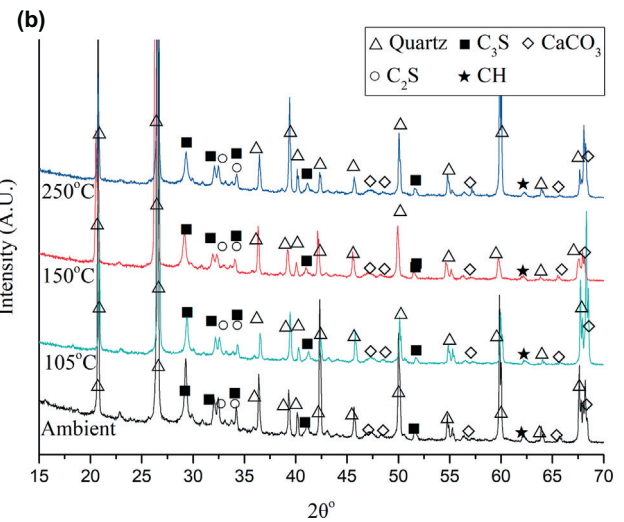 (b)
Quartz C₃S CaCO₃
C₂S CH
250°C
150°C
105°C
Ambient
Intensity (A.U.)
15 20 25 30 35 40 45 50 55 60 65 70
2θ°